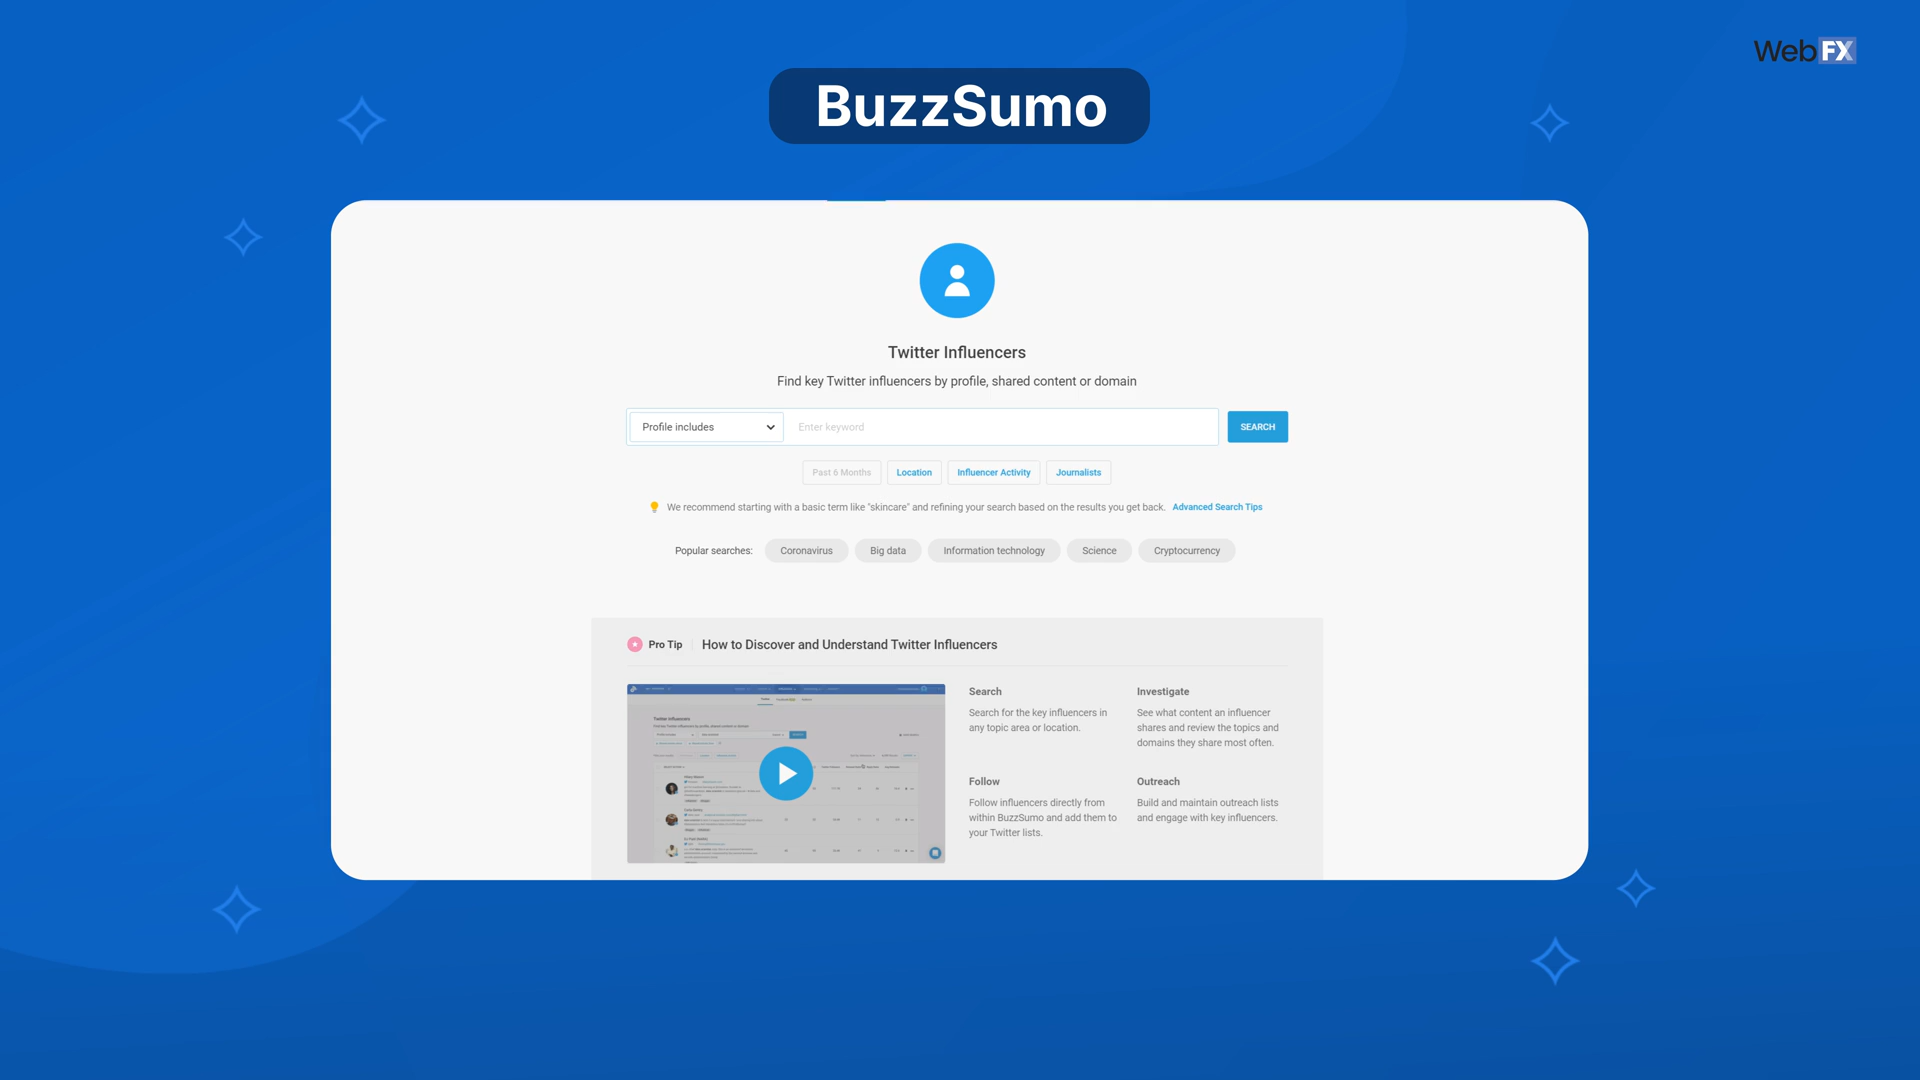 WebFX
BuzzSumo
Twitter Influencers
Find key Twitter influencers by profile, shared content or domain
Profile includes
Enter keyword
SEARCH
Past 6 Months
Location
Influencer Activity
Journalists
We recommend starting with a basic term like "skincare" and refining your search based on the results you get back. Advanced Search Tips
Popular searches:
Coronavirus
Big data
Information technology
Science
Cryptocurrency
Pro Tip
How to Discover and Understand Twitter Influencers
Twitter Influencers
Search
Search for the key influencers in
any topic area or location.
Investigate
See what content an influencer
shares and review the topics and
domains they share most often.
Follow
Follow influencers directly from
within BuzzSumo and add them to
your Twitter lists.
Outreach
Build and maintain outreach lists
and engage with key influencers.